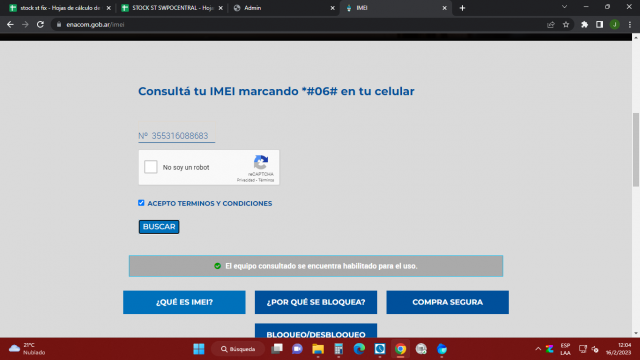 stock st fix - Hojas de cálculo de
STOCK ST SWPOCENTRAL - Hoja
Admin
IMEI
enacom.gob.ar/imei
J
Consultá tu IMEI marcando *#06# en tu celular
Nº 355316088683
No soy un robot
reCAPTCHA
Privacidad - Términos
ACEPTO TERMINOS Y CONDICIONES
BUSCAR
El equipo consultado se encuentra habilitado para el uso.
¿QUÉ ES IMEI?
¿POR QUÉ SE BLOQUEA?
COMPRA SEGURA
BLOQUEO/DESBLOQUEO
21°C
Nublado
Búsqueda
ESP
LAA
12:04
16/2/2023